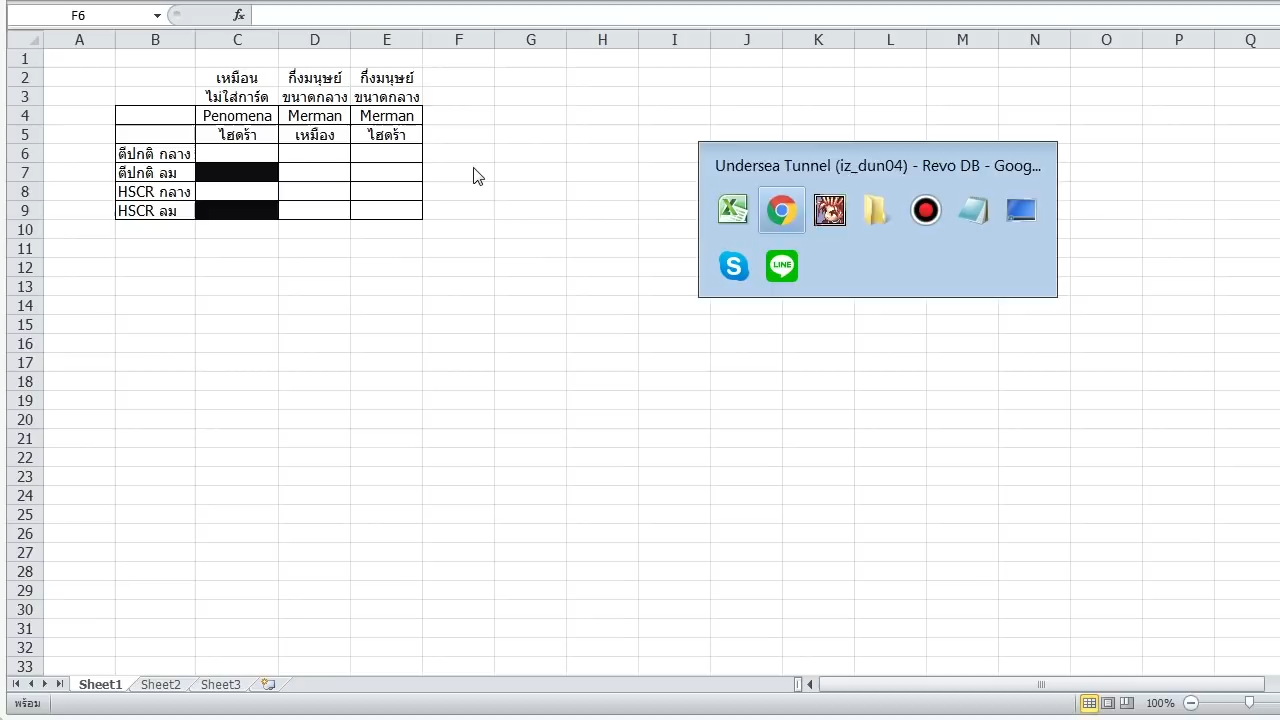 F6
fx
A B C D E F G H I J K L M N O P Q
1
2 เหมือน กึ่งมนุษย์ กึ่งมนุษย์
3 ไม่ใส่การ์ด ขนาดกลาง ขนาดกลาง
4 Penomena Merman Merman
5 ไฮดร้า เหมือง ไฮดร้า
6 ตีปกติ กลาง
7 ตีปกติ ลม
8 HSCR กลาง
9 HSCR ลม
10
11
12
13
14
15
16
17
18
19
20
21
22
23
24
25
26
27
28
29
30
31
32
33
Undersea Tunnel (iz_dun04) - Revo DB - Goog...
S
LINE
Sheet1 Sheet2 Sheet3
พร้อม
100%